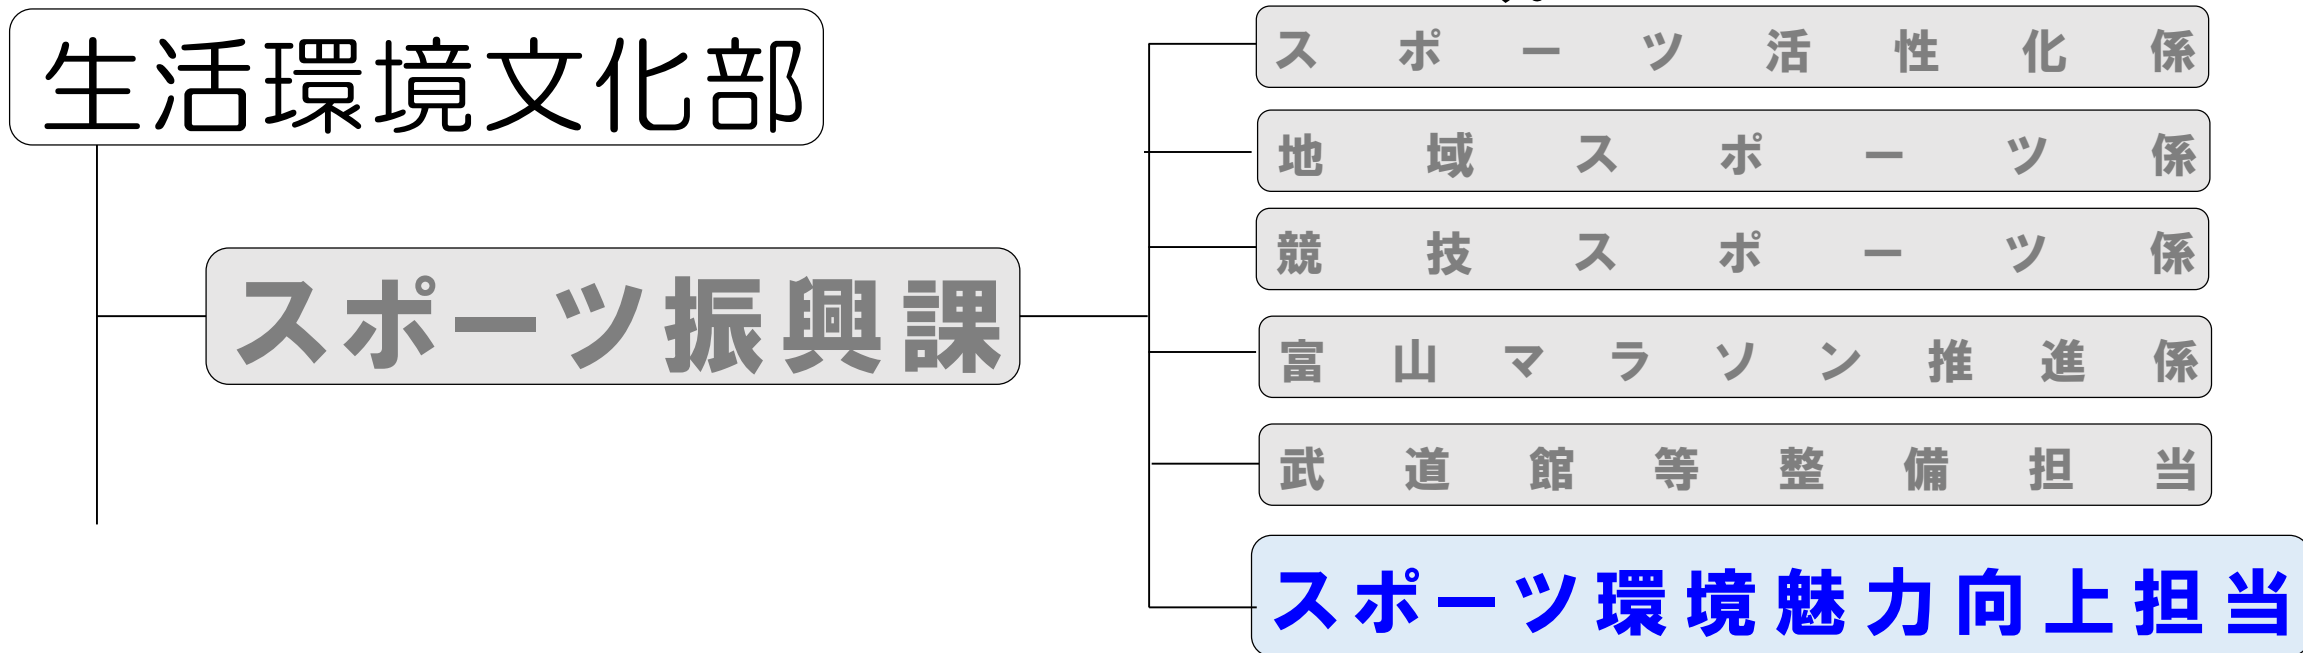 生活環境文化部
スポーツ振興課
スポーツ活性化係
地域スポーツ係
競技スポーツ係
富山マラソン推進係
武道館等整備担当
スポーツ環境魅力向上担当